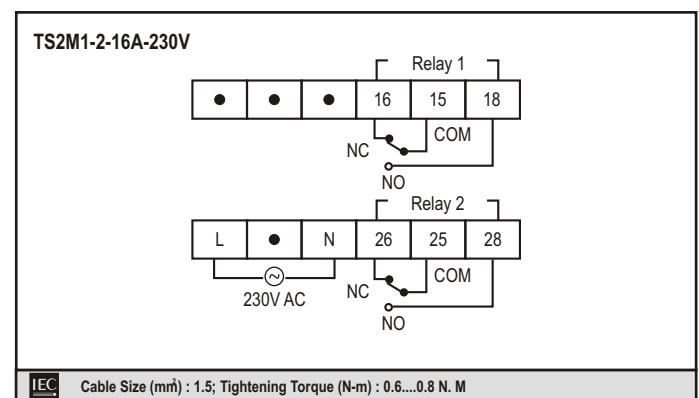 TS2M1-2-16A-230V
Relay 1
● ● ● 16 15 18
NC COM
NO
Relay 2
L ● N 26 25 28
230V AC NC COM
NO
IEC Cable Size (mm²) : 1.5; Tightening Torque (N-m) : 0.6....0.8 N. M